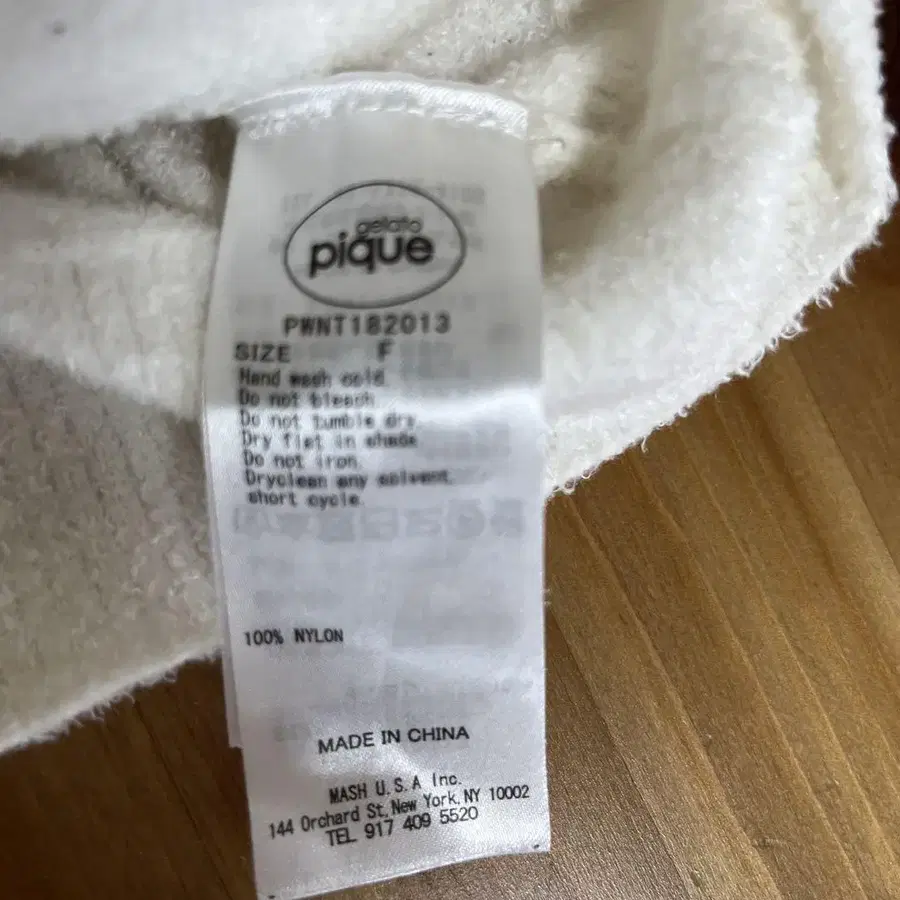 gelato
pique
PWNT182013
SIZE F
Hand wash cold.
Do not bleach.
Do not tumble dry.
Dry flat in shade
Do not iron.
Dryclean any solvent.
short cycle.
100% NYLON
MADE IN CHINA
MASH U.S.A Inc.
144 Orchard St, New York, NY 10002
TEL 917 409 5520